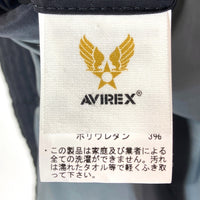 AVIREX®
ポリウレタン 3%
・この製品は家庭及び業者による
全ての洗濯ができません。汚れは
濡れたタオル等で軽くふき取っ
て下さい。